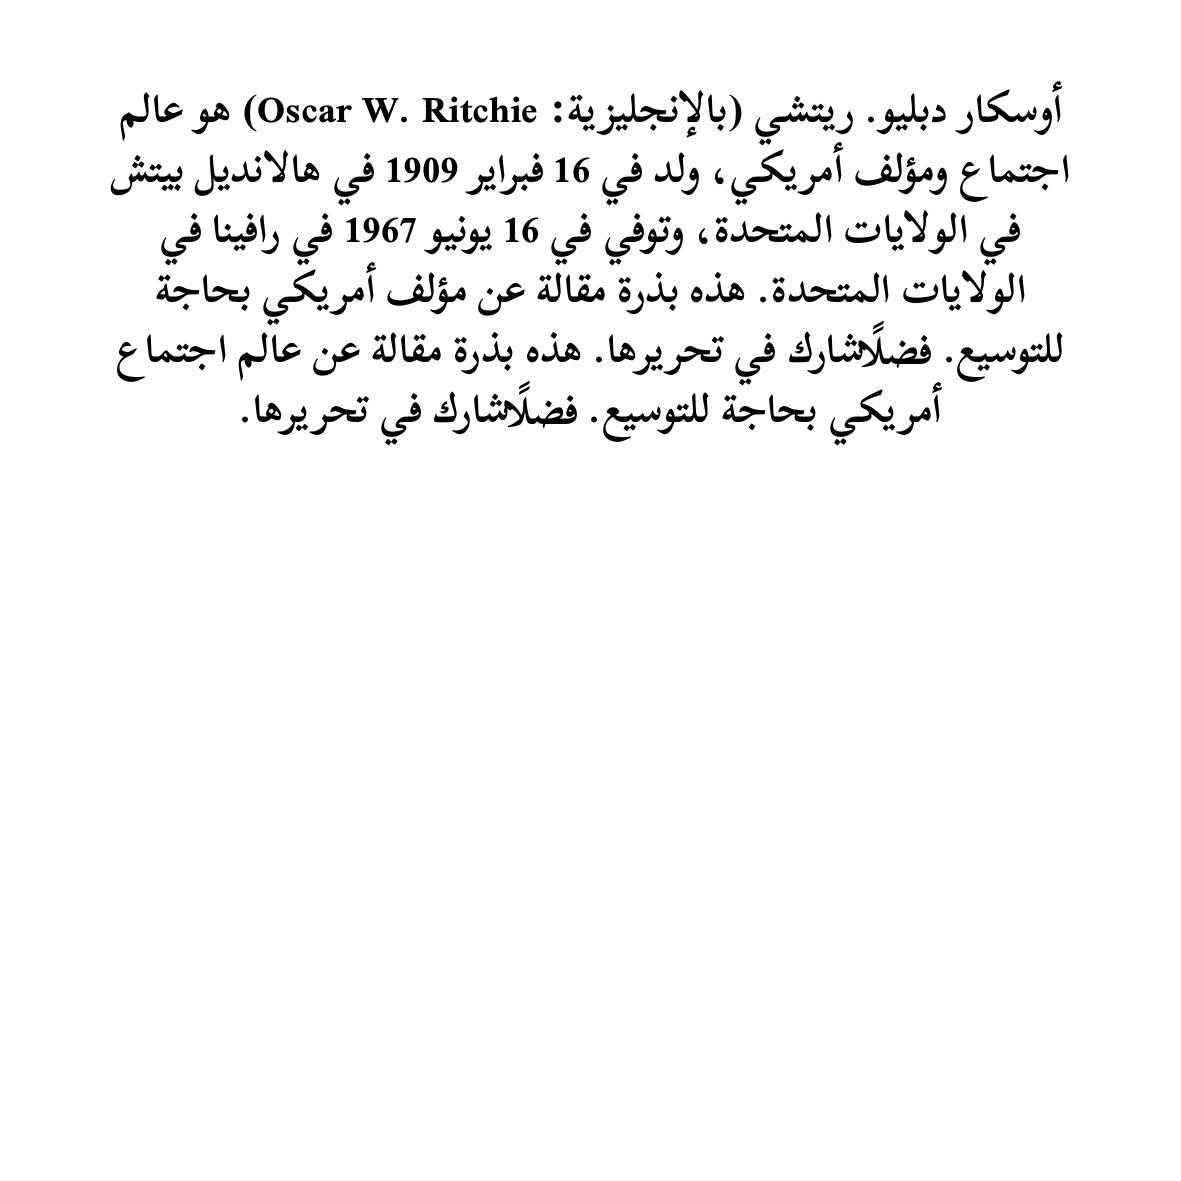 أوسكار دبليو. ريتشي (بالإنجليزية: Oscar W. Ritchie) هو عالم
اجتماع ومؤلف أمريكي، ولد في 16 فبراير 1909 في هالانديل بيتش
في الولايات المتحدة، وتوفي في 16 يونيو 1967 في رافينا في
الولايات المتحدة. هذه بذرة مقالة عن مؤلف أمريكي بحاجة
للتوسيع. فضلًاشارك في تحريرها. هذه بذرة مقالة عن عالم اجتماع
أمريكي بحاجة للتوسيع. فضلًاشارك في تحريرها.